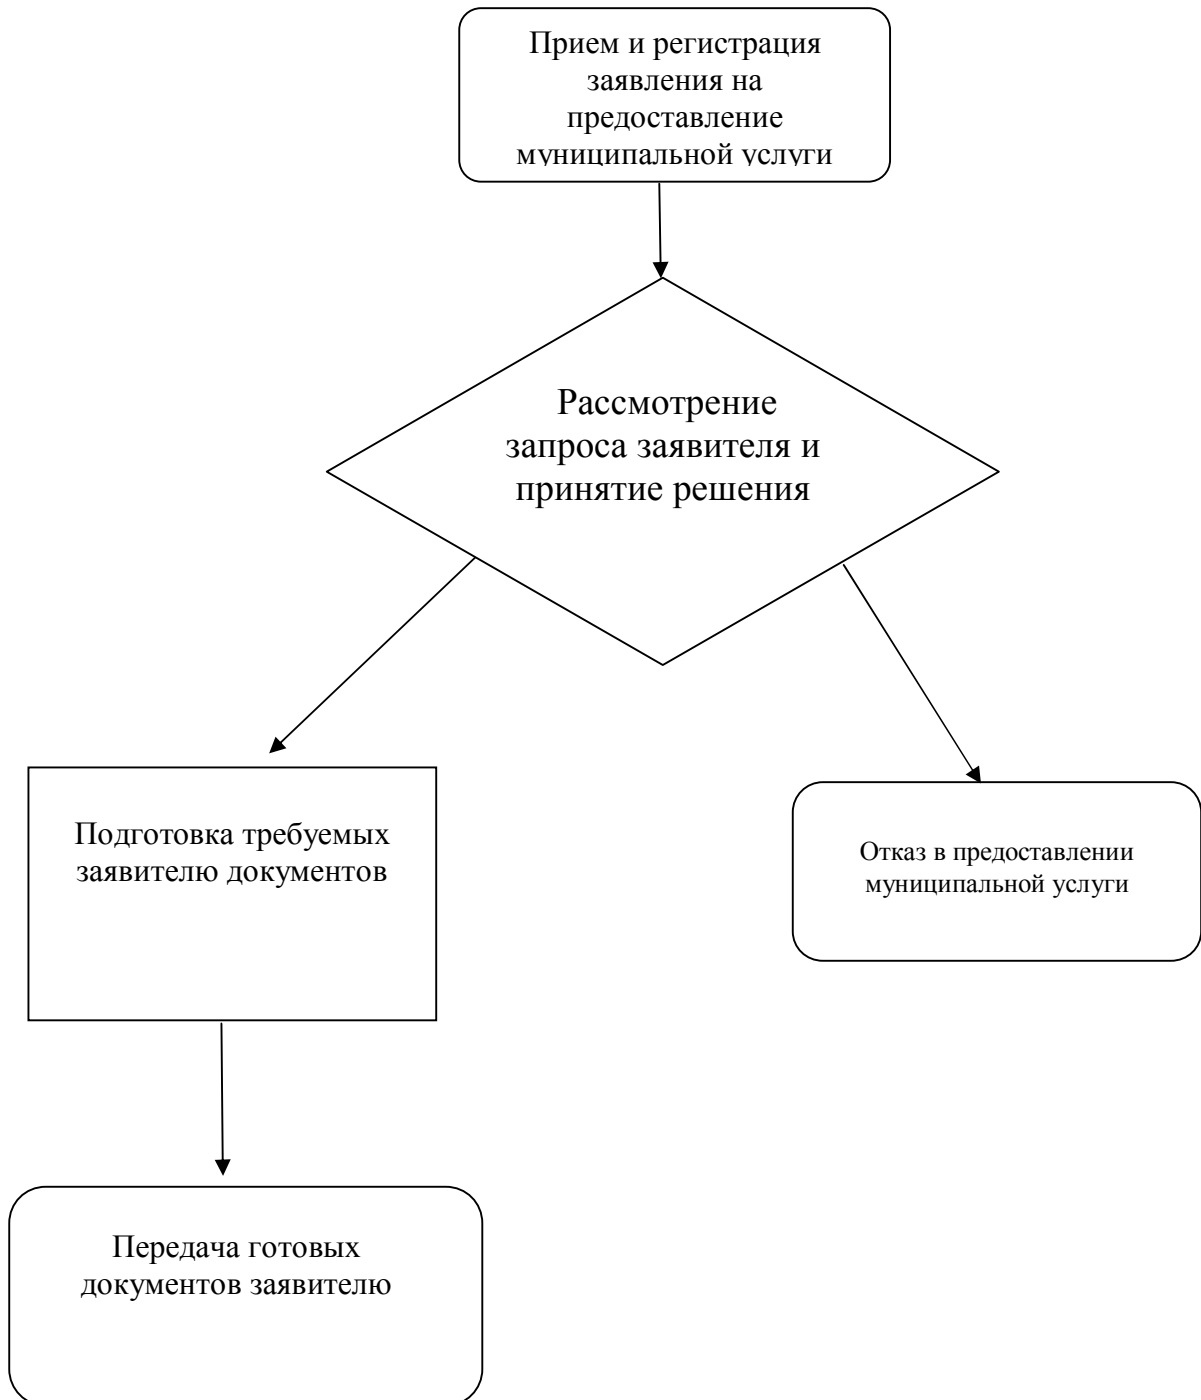 Прием и регистрация
заявления на
предоставление
муниципальной услуги
Рассмотрение
запроса заявителя и
принятие решения
Подготовка требуемых
заявителю документов
Отказ в предоставлении
муниципальной услуги
Передача готовых
документов заявителю